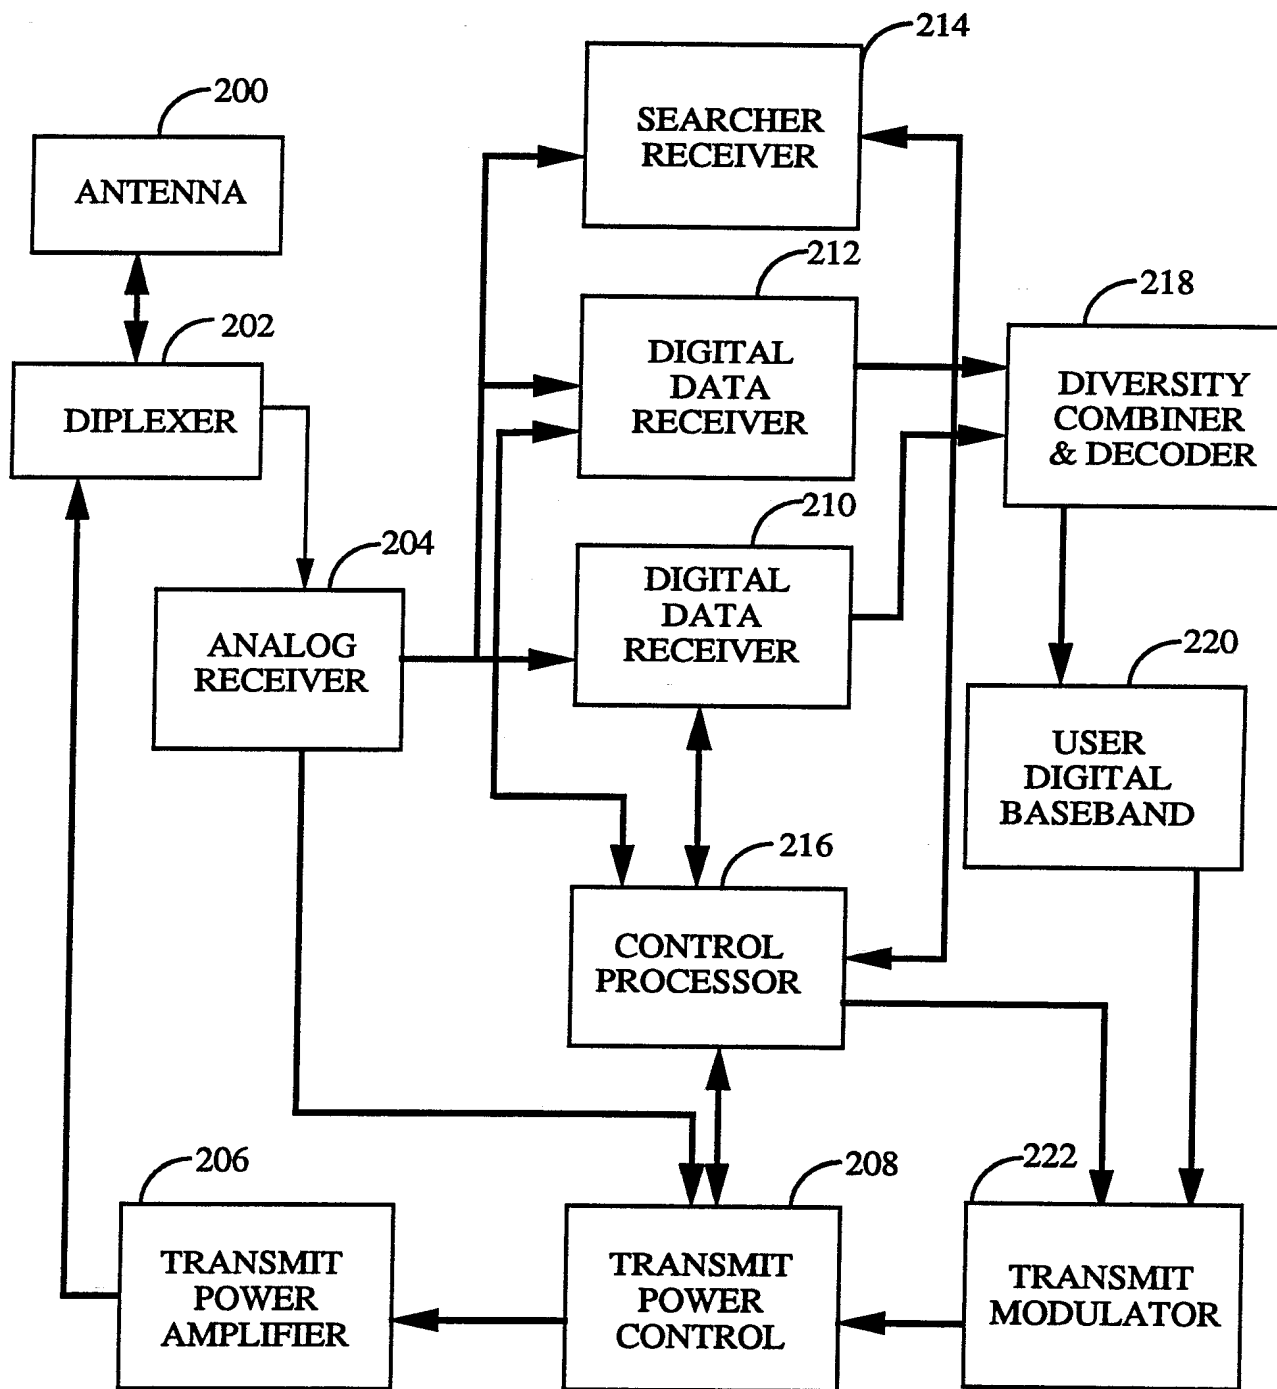 214
SEARCHER
RECEIVER
200
ANTENNA
212
DIGITAL
DATA
RECEIVER
218
DIVERSITY
COMBINER
& DECODER
202
DIPLEXER
210
DIGITAL
DATA
RECEIVER
204
ANALOG
RECEIVER
220
USER
DIGITAL
BASEBAND
216
CONTROL
PROCESSOR
206
TRANSMIT
POWER
AMPLIFIER
208
TRANSMIT
POWER
CONTROL
222
TRANSMIT
MODULATOR